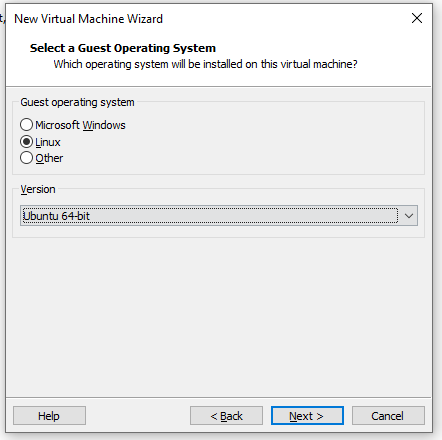 New Virtual Machine Wizard
Select a Guest Operating System
Which operating system will be installed on this virtual machine?
Guest operating system
Microsoft Windows
Linux
Other
Version
Ubuntu 64-bit
Help
< Back
Next >
Cancel